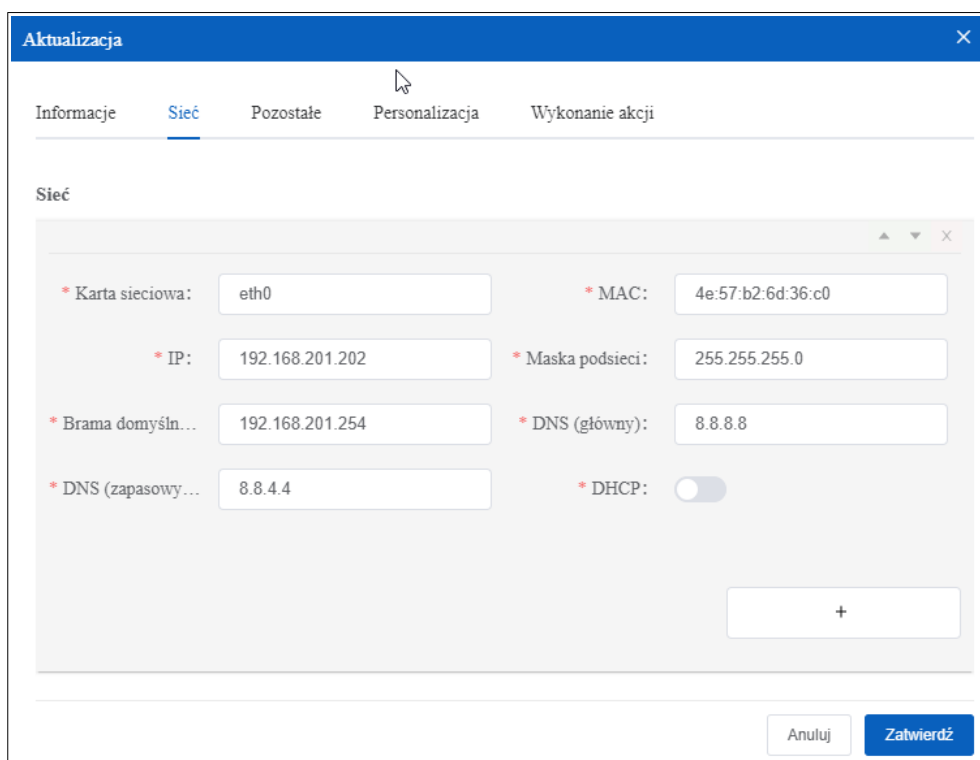 Aktualizacja
Informacje Sieć Pozostałe Personalizacja Wykonanie akcji
Sieć
* Karta sieciowa: eth0 * MAC: 4e:57:b2:6d:36:c0
* IP: 192.168.201.202 * Maska podsieci: 255.255.255.0
* Brama domyśln... 192.168.201.254 * DNS (główny): 8.8.8.8
* DNS (zapasowy... 8.8.4.4 * DHCP:
+
Anuluj Zatwierdź